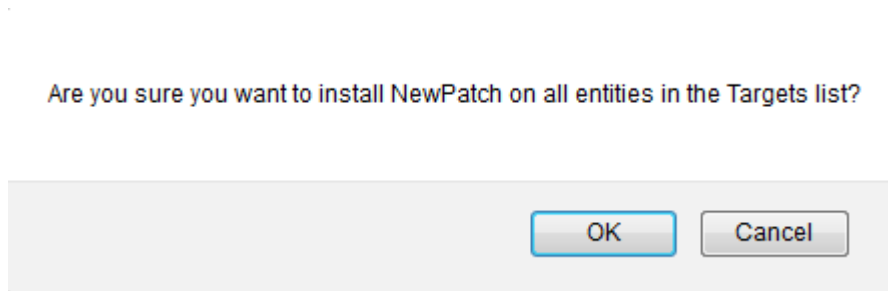 Are you sure you want to install NewPatch on all entities in the Targets list?
OK Cancel